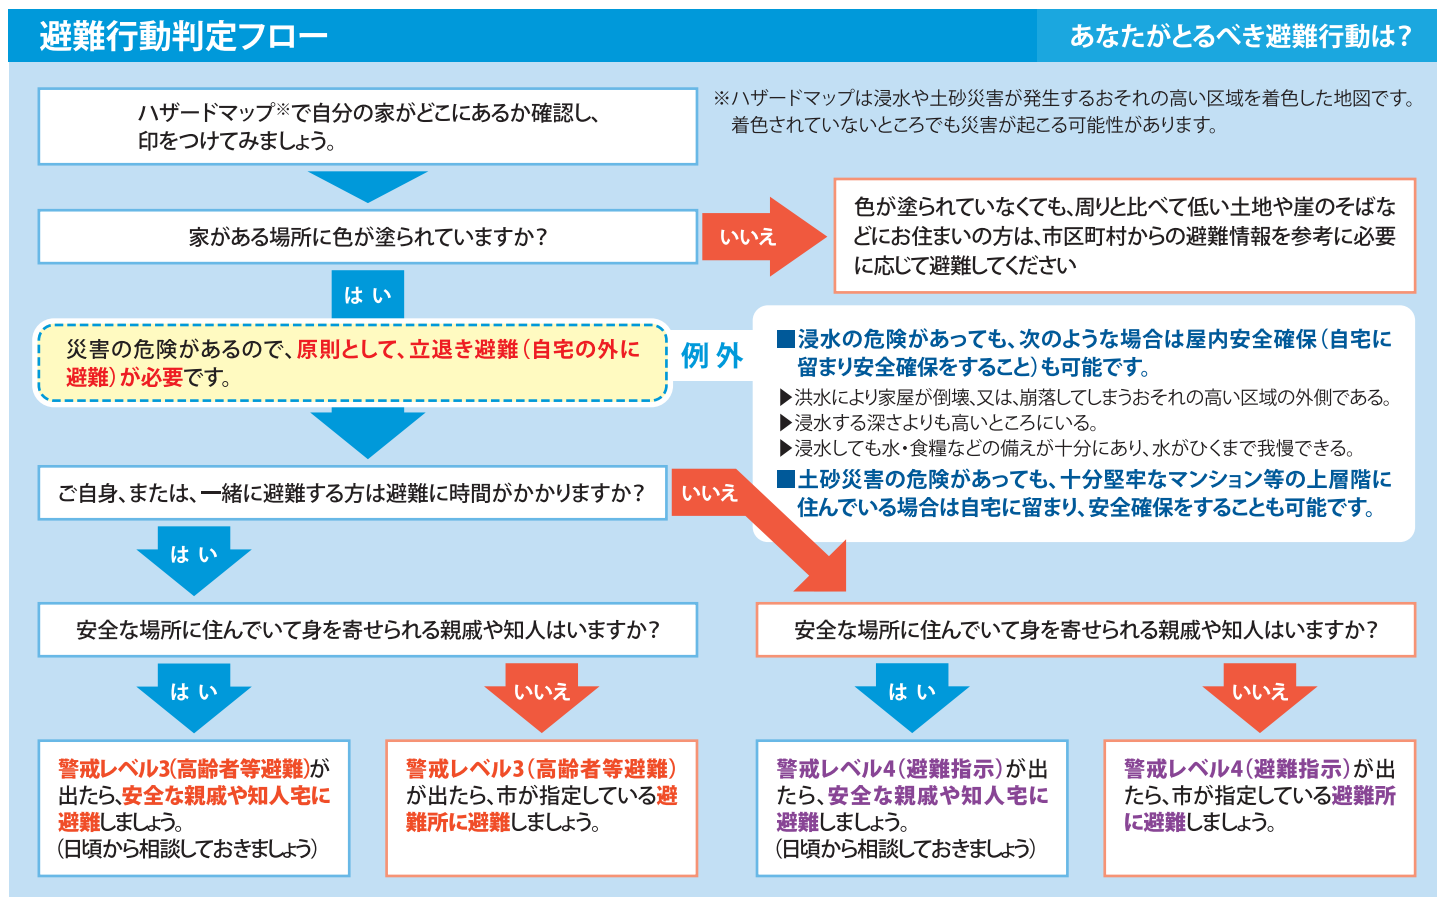 避難行動判定フロー
あなたがとるべき避難行動は?
ハザードマップ※で自分の家がどこにあるか確認し、
印をつけてみましょう。
※ハザードマップは浸水や土砂災害が発生するおそれの高い区域を着色した地図です。
着色されていないところでも災害が起こる可能性があります。
家がある場所に色が塗られていますか?
いいえ
色が塗られていなくても、周りと比べて低い土地や崖のそばな
どにお住まいの方は、市区町村からの避難情報を参考に必要
に応じて避難してください
はい
災害の危険があるので、原則として、立退き避難(自宅の外に
避難)が必要です。
例外
■浸水の危険があっても、次のような場合は屋内安全確保(自宅に
留まり安全確保をすること)も可能です。
▶洪水により家屋が倒壊、又は、崩落してしまうおそれの高い区域の外側である。
▶浸水する深さよりも高いところにいる。
▶浸水しても水・食糧などの備えが十分にあり、水がひくまで我慢できる。
■土砂災害の危険があっても、十分堅牢なマンション等の上層階に
住んでいる場合は自宅に留まり、安全確保をすることも可能です。
ご自身、または、一緒に避難する方は避難に時間がかかりますか?
いいえ
はい
安全な場所に住んでいて身を寄せられる親戚や知人はいますか?
安全な場所に住んでいて身を寄せられる親戚や知人はいますか?
はい
いいえ
はい
いいえ
警戒レベル3(高齢者等避難)が
出たら、安全な親戚や知人宅に
避難しましょう。
(日頃から相談しておきましょう)
警戒レベル3(高齢者等避難)
が出たら、市が指定している避
難所に避難しましょう。
警戒レベル4(避難指示)が出
たら、安全な親戚や知人宅に
避難しましょう。
(日頃から相談しておきましょう)
警戒レベル4(避難指示)が出
たら、市が指定している避難所
に避難しましょう。